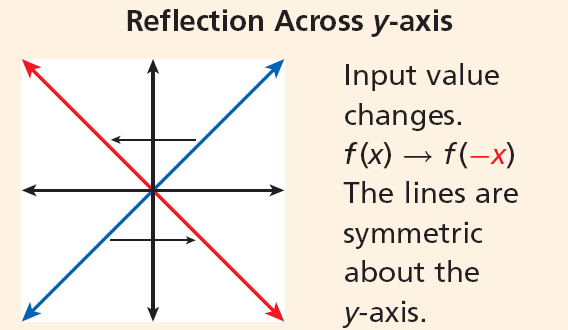 Reflection Across y-axis
Input value
changes.
f(x) → f(−x)
The lines are
symmetric
about the
y-axis.